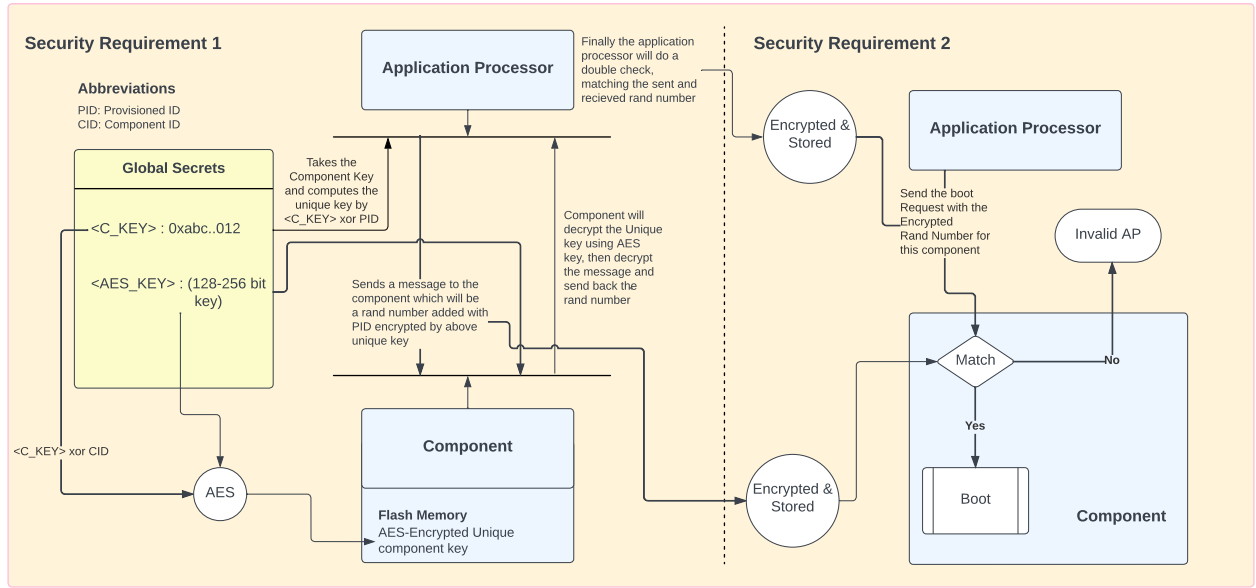 Security Requirement 1
Abbreviations
PID: Provisioned ID
CID: Component ID
Global Secrets
<C_KEY> : 0xabc..012
<AES_KEY> : (128-256 bit
key)
<C_KEY> xor CID
AES
Application Processor
Takes the
Component Key
and computes the
unique key by
<C_KEY> xor PID
Sends a message to the
component which will be
a rand number added with
PID encrypted by above
unique key
Component will
decrypt the Unique
key using AES
key, then decrypt
the message and
send back the
rand number
Finally the application
processor will do a
double check,
matching the sent and
recieved rand number
Component
Flash Memory
AES-Encrypted Unique
component key
Security Requirement 2
Encrypted &
Stored
Application Processor
Send the boot
Request with the
Encrypted
Rand Number for
this component
Invalid AP
Match
No
Yes
Boot
Component
Encrypted &
Stored